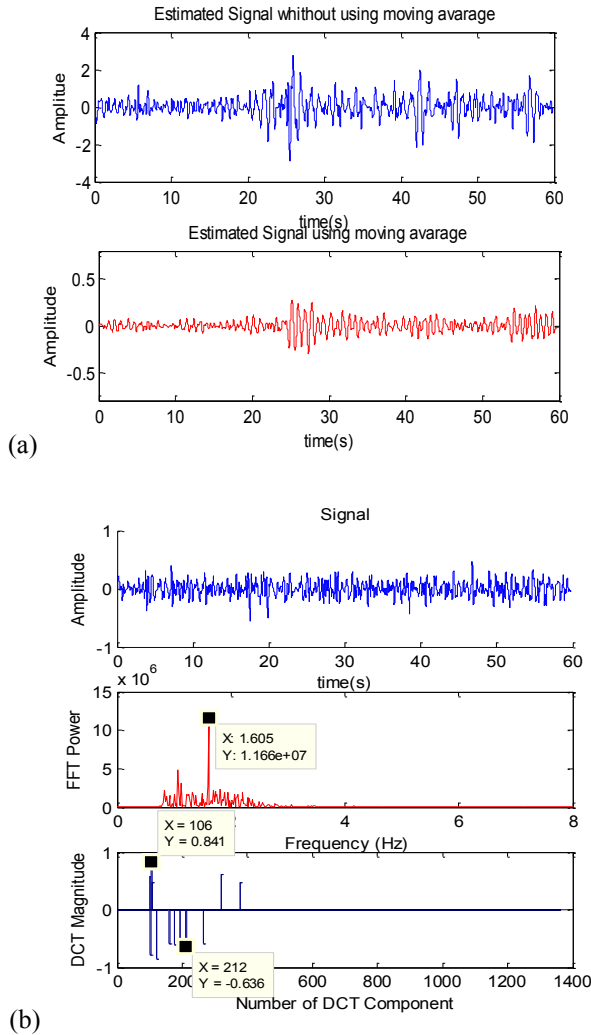 Estimated Signal whithout using moving avarage
4
2
0
-2
-4
Amplitue
0 10 20 30 40 50 60
time(s)
Estimated Signal using moving avarage
0.5
0
-0.5
Amplitude
0 10 20 30 40 50 60
time(s)
(a)
Signal
1
0
-1
Amplitude
0 10 20 30 40 50 60
time(s)
x 10^6
15
10
5
0
FFT Power
X: 1.605
Y: 1.166e+07
0 2 4 6 8
Frequency (Hz)
X = 106
Y = 0.841
1
0
-1
DCT Magnitude
X = 212
Y = -0.636
0 200 400 600 800 1000 1200 1400
Number of DCT Component
(b)